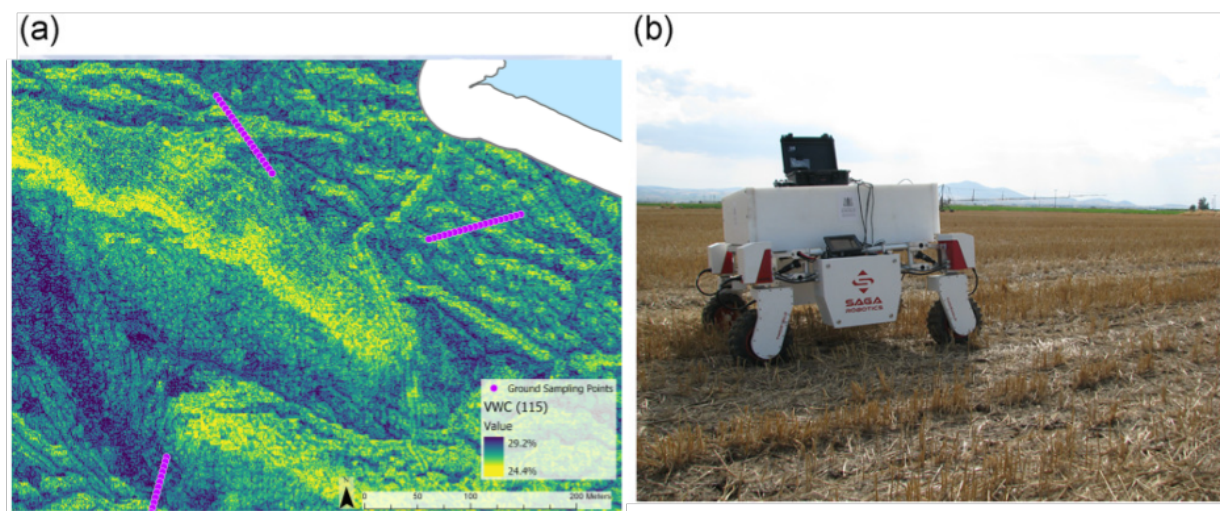 (a)
(b)
Ground Sampling Points
VWC (115)
Value
29.2%
24.4%
0 50 100 200 Meters
SAGA
ROBOTICS